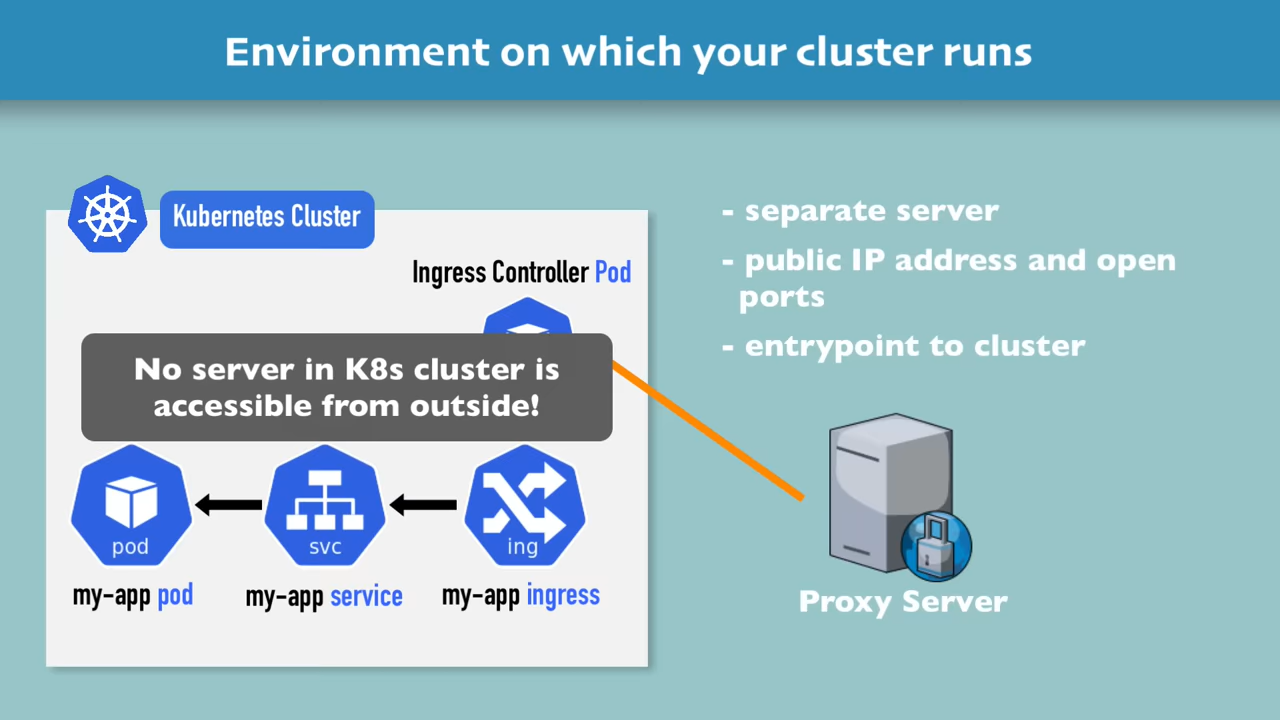 Environment on which your cluster runs
Kubernetes Cluster
Ingress Controller Pod
No server in K8s cluster is
accessible from outside!
pod
svc
ing
my-app pod
my-app service
my-app ingress
- separate server
- public IP address and open
ports
- entrypoint to cluster
Proxy Server